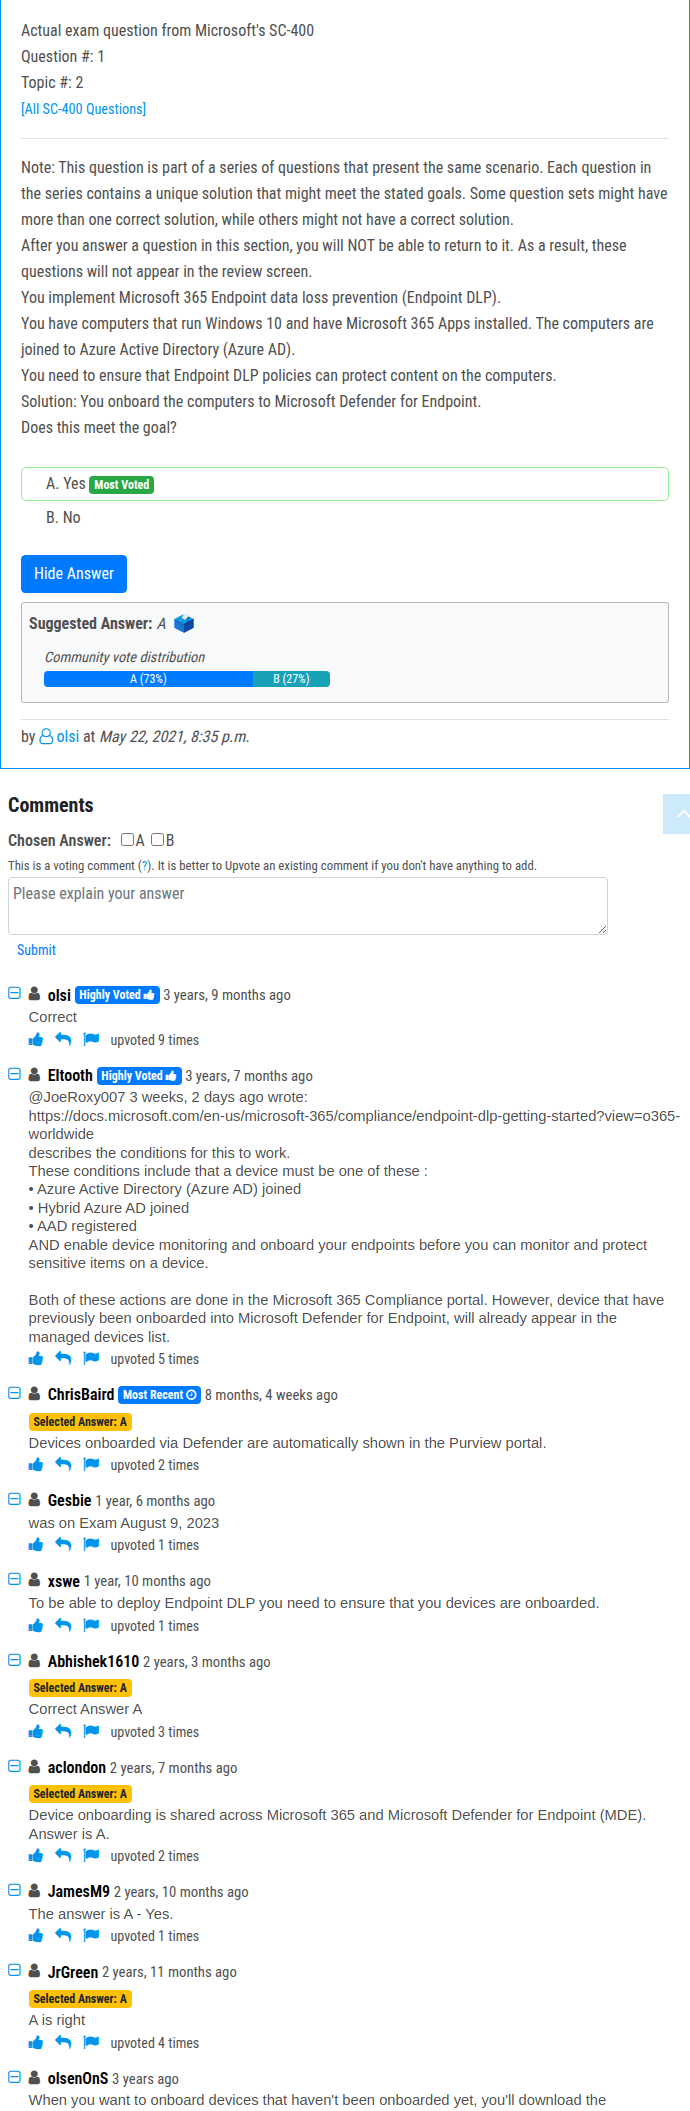 Actual exam question from Microsoft's SC-400
Question #: 1
Topic #: 2
[All SC-400 Questions]
Note: This question is part of a series of questions that present the same scenario. Each question in
the series contains a unique solution that might meet the stated goals. Some question sets might have
more than one correct solution, while others might not have a correct solution.
After you answer a question in this section, you will NOT be able to return to it. As a result, these
questions will not appear in the review screen.
You implement Microsoft 365 Endpoint data loss prevention (Endpoint DLP).
You have computers that run Windows 10 and have Microsoft 365 Apps installed. The computers are
joined to Azure Active Directory (Azure AD).
You need to ensure that Endpoint DLP policies can protect content on the computers.
Solution: You onboard the computers to Microsoft Defender for Endpoint.
Does this meet the goal?
A. Yes Most Voted
B. No
Hide Answer
Suggested Answer: A
Community vote distribution
A (73%) B (27%)
by olsi at May 22, 2021, 8:35 p.m.
Comments
Chosen Answer: A B
This is a voting comment (?). It is better to Upvote an existing comment if you don't have anything to add.
Please explain your answer
Submit
olsi Highly Voted 3 years, 9 months ago
Correct
upvoted 9 times
Eltooth Highly Voted 3 years, 7 months ago
@JoeRoxy007 3 weeks, 2 days ago wrote:
https://docs.microsoft.com/en-us/microsoft-365/compliance/endpoint-dlp-getting-started?view=o365-
worldwide
describes the conditions for this to work.
These conditions include that a device must be one of these :
• Azure Active Directory (Azure AD) joined
• Hybrid Azure AD joined
• AAD registered
AND enable device monitoring and onboard your endpoints before you can monitor and protect
sensitive items on a device.
Both of these actions are done in the Microsoft 365 Compliance portal. However, device that have
previously been onboarded into Microsoft Defender for Endpoint, will already appear in the
managed devices list.
upvoted 5 times
ChrisBaird Most Recent 8 months, 4 weeks ago
Selected Answer: A
Devices onboarded via Defender are automatically shown in the Purview portal.
upvoted 2 times
Gesbie 1 year, 6 months ago
was on Exam August 9, 2023
upvoted 1 times
xswe 1 year, 10 months ago
To be able to deploy Endpoint DLP you need to ensure that you devices are onboarded.
upvoted 1 times
Abhishek1610 2 years, 3 months ago
Selected Answer: A
Correct Answer A
upvoted 3 times
aclondon 2 years, 7 months ago
Selected Answer: A
Device onboarding is shared across Microsoft 365 and Microsoft Defender for Endpoint (MDE).
Answer is A.
upvoted 2 times
JamesM9 2 years, 10 months ago
The answer is A - Yes.
upvoted 1 times
JrGreen 2 years, 11 months ago
Selected Answer: A
A is right
upvoted 4 times
olsenOnS 3 years ago
When you want to onboard devices that haven't been onboarded yet, you'll download the